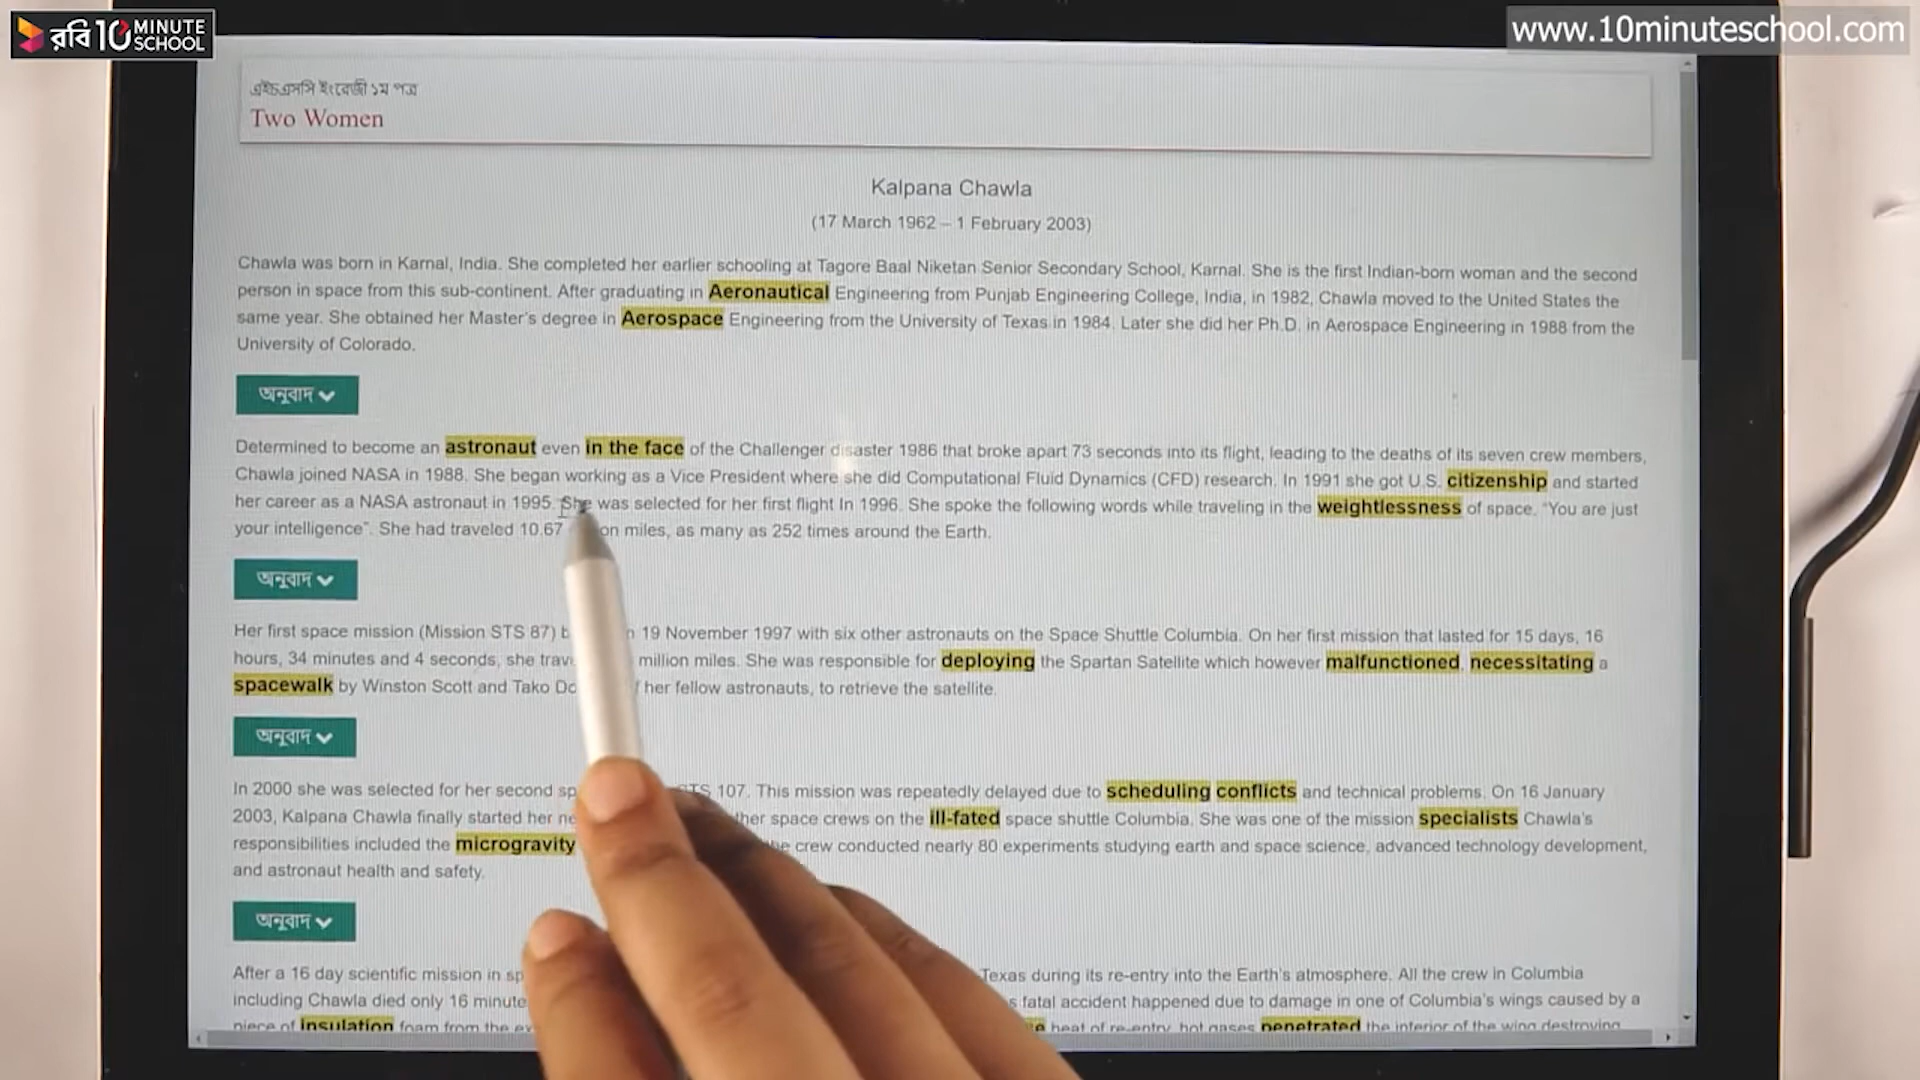 রবি 10 MINUTE SCHOOL
www.10minuteschool.com
এইচএসসি ইংরেজী ১ম পত্র
Two Women
Kalpana Chawla
(17 March 1962 – 1 February 2003)
Chawla was born in Karnal, India. She completed her earlier schooling at Tagore Baal Niketan Senior Secondary School, Karnal. She is the first Indian-born woman and the second
person in space from this sub-continent. After graduating in Aeronautical Engineering from Punjab Engineering College, India, in 1982, Chawla moved to the United States the
same year. She obtained her Master's degree in Aerospace Engineering from the University of Texas in 1984. Later she did her Ph.D. in Aerospace Engineering in 1988 from the
University of Colorado.
অনুবাদ
Determined to become an astronaut even in the face of the Challenger disaster 1986 that broke apart 73 seconds into its flight, leading to the deaths of its seven crew members,
Chawla joined NASA in 1988. She began working as a Vice President where she did Computational Fluid Dynamics (CFD) research. In 1991 she got U.S. citizenship and started
her career as a NASA astronaut in 1995. She was selected for her first flight In 1996. She spoke the following words while traveling in the weightlessness of space, "You are just
your intelligence". She had traveled 10.67 on miles, as many as 252 times around the Earth.
অনুবাদ
Her first space mission (Mission STS 87) 19 November 1997 with six other astronauts on the Space Shuttle Columbia. On her first mission that lasted for 15 days, 16
hours, 34 minutes and 4 seconds, she million miles. She was responsible for deploying the Spartan Satellite which however malfunctioned, necessitating a
spacewalk by Winston Scott and Tako her fellow astronauts, to retrieve the satellite.
অনুবাদ
In 2000 she was selected for her second STS 107. This mission was repeatedly delayed due to scheduling conflicts and technical problems. On 16 January
2003, Kalpana Chawla finally started her space crews on the ill-fated space shuttle Columbia. She was one of the mission specialists Chawla's
responsibilities included the microgravity crew conducted nearly 80 experiments studying earth and space science, advanced technology development,
and astronaut health and safety.
অনুবাদ
After a 16 day scientific mission in Texas during its re-entry into the Earth's atmosphere. All the crew in Columbia
including Chawla died only 16 fatal accident happened due to damage in one of Columbia's wings caused by a
piece of insulation foam from the heat of re-entry, hot gases penetrated the interior of the wing destroying